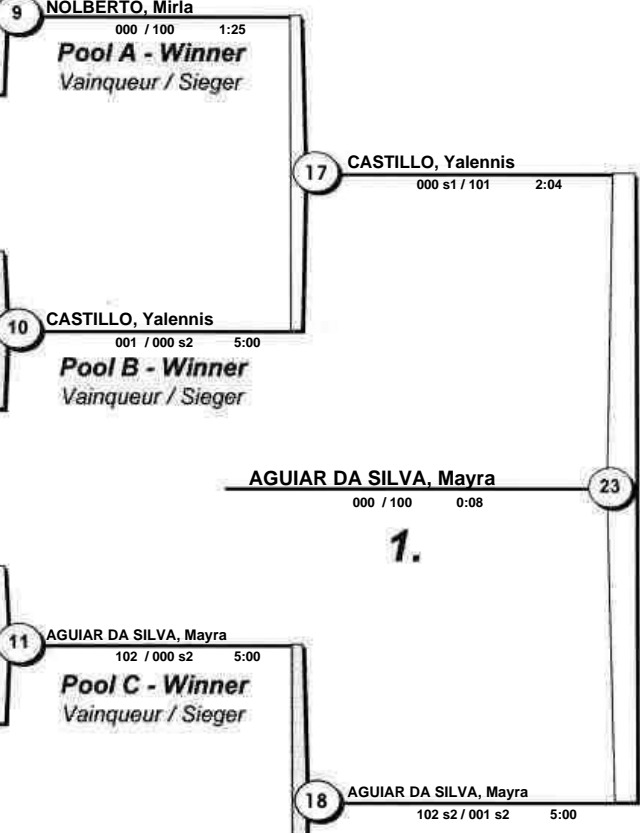 9 NOLBERTO, Mirla
000 / 100 1:25
Pool A - Winner
Vainqueur / Sieger
17 CASTILLO, Yalennis
000 s1 / 101 2:04
10 CASTILLO, Yalennis
001 / 000 s2 5:00
Pool B - Winner
Vainqueur / Sieger
AGUIAR DA SILVA, Mayra 23
000 / 100 0:08
1.
11 AGUIAR DA SILVA, Mayra
102 / 000 s2 5:00
Pool C - Winner
Vainqueur / Sieger
18 AGUIAR DA SILVA, Mayra
102 s2 / 001 s2 5:00